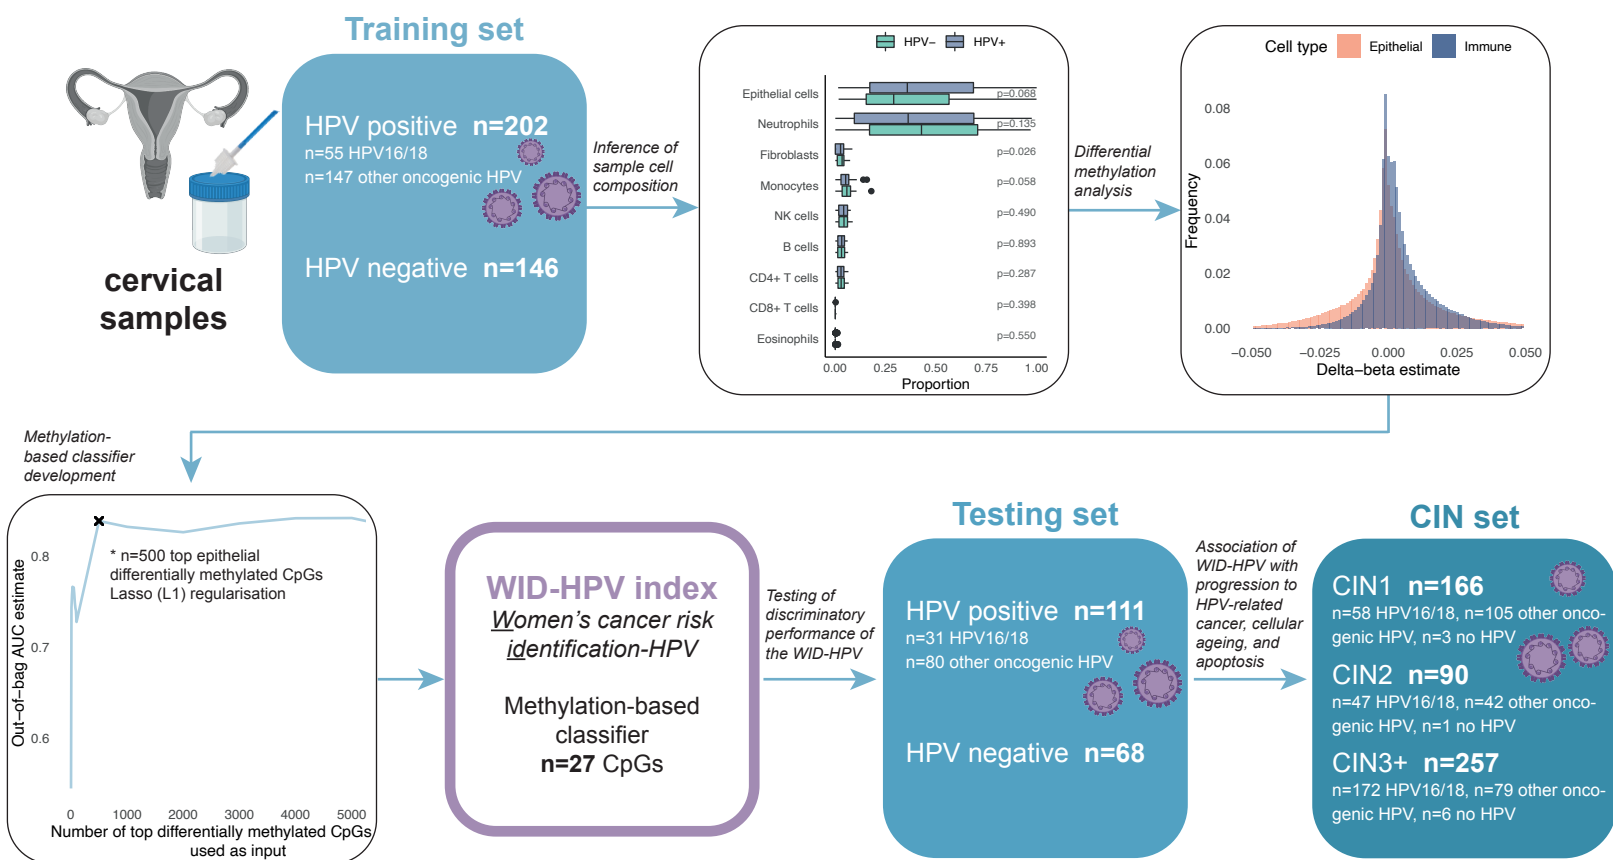 Training set
HPV positive n=202
n=55 HPV16/18
n=147 other oncogenic HPV
HPV negative n=146
cervical
samples
Inference of
sample cell
composition
HPV− HPV+
Epithelial cells p=0.068
Neutrophils p=0.135
Fibroblasts p=0.026
Monocytes p=0.058
NK cells p=0.490
B cells p=0.893
CD4+ T cells p=0.287
CD8+ T cells p=0.398
Eosinophils p=0.550
0.00 0.25 0.50 0.75 1.00
Proportion
Differential
methylation
analysis
Cell type Epithelial Immune
Frequency
0.08
0.06
0.04
0.02
0.00
−0.050 −0.025 0.000 0.025 0.050
Delta−beta estimate
Methylation-
based classifier
development
Out−of−bag AUC estimate
0.8
0.7
0.6
* n=500 top epithelial
differentially methylated CpGs
Lasso (L1) regularisation
0 1000 2000 3000 4000 5000
Number of top differentially methylated CpGs
used as input
WID-HPV index
Women's cancer risk
identification-HPV
Methylation-based
classifier
n=27 CpGs
Testing of
discriminatory
performance of
the WID-HPV
Testing set
HPV positive n=111
n=31 HPV16/18
n=80 other oncogenic HPV
HPV negative n=68
Association of
WID-HPV with
progression to
HPV-related
cancer, cellular
ageing, and
apoptosis
CIN set
CIN1 n=166
n=58 HPV16/18, n=105 other onco-
genic HPV, n=3 no HPV
CIN2 n=90
n=47 HPV16/18, n=42 other onco-
genic HPV, n=1 no HPV
CIN3+ n=257
n=172 HPV16/18, n=79 other onco-
genic HPV, n=6 no HPV